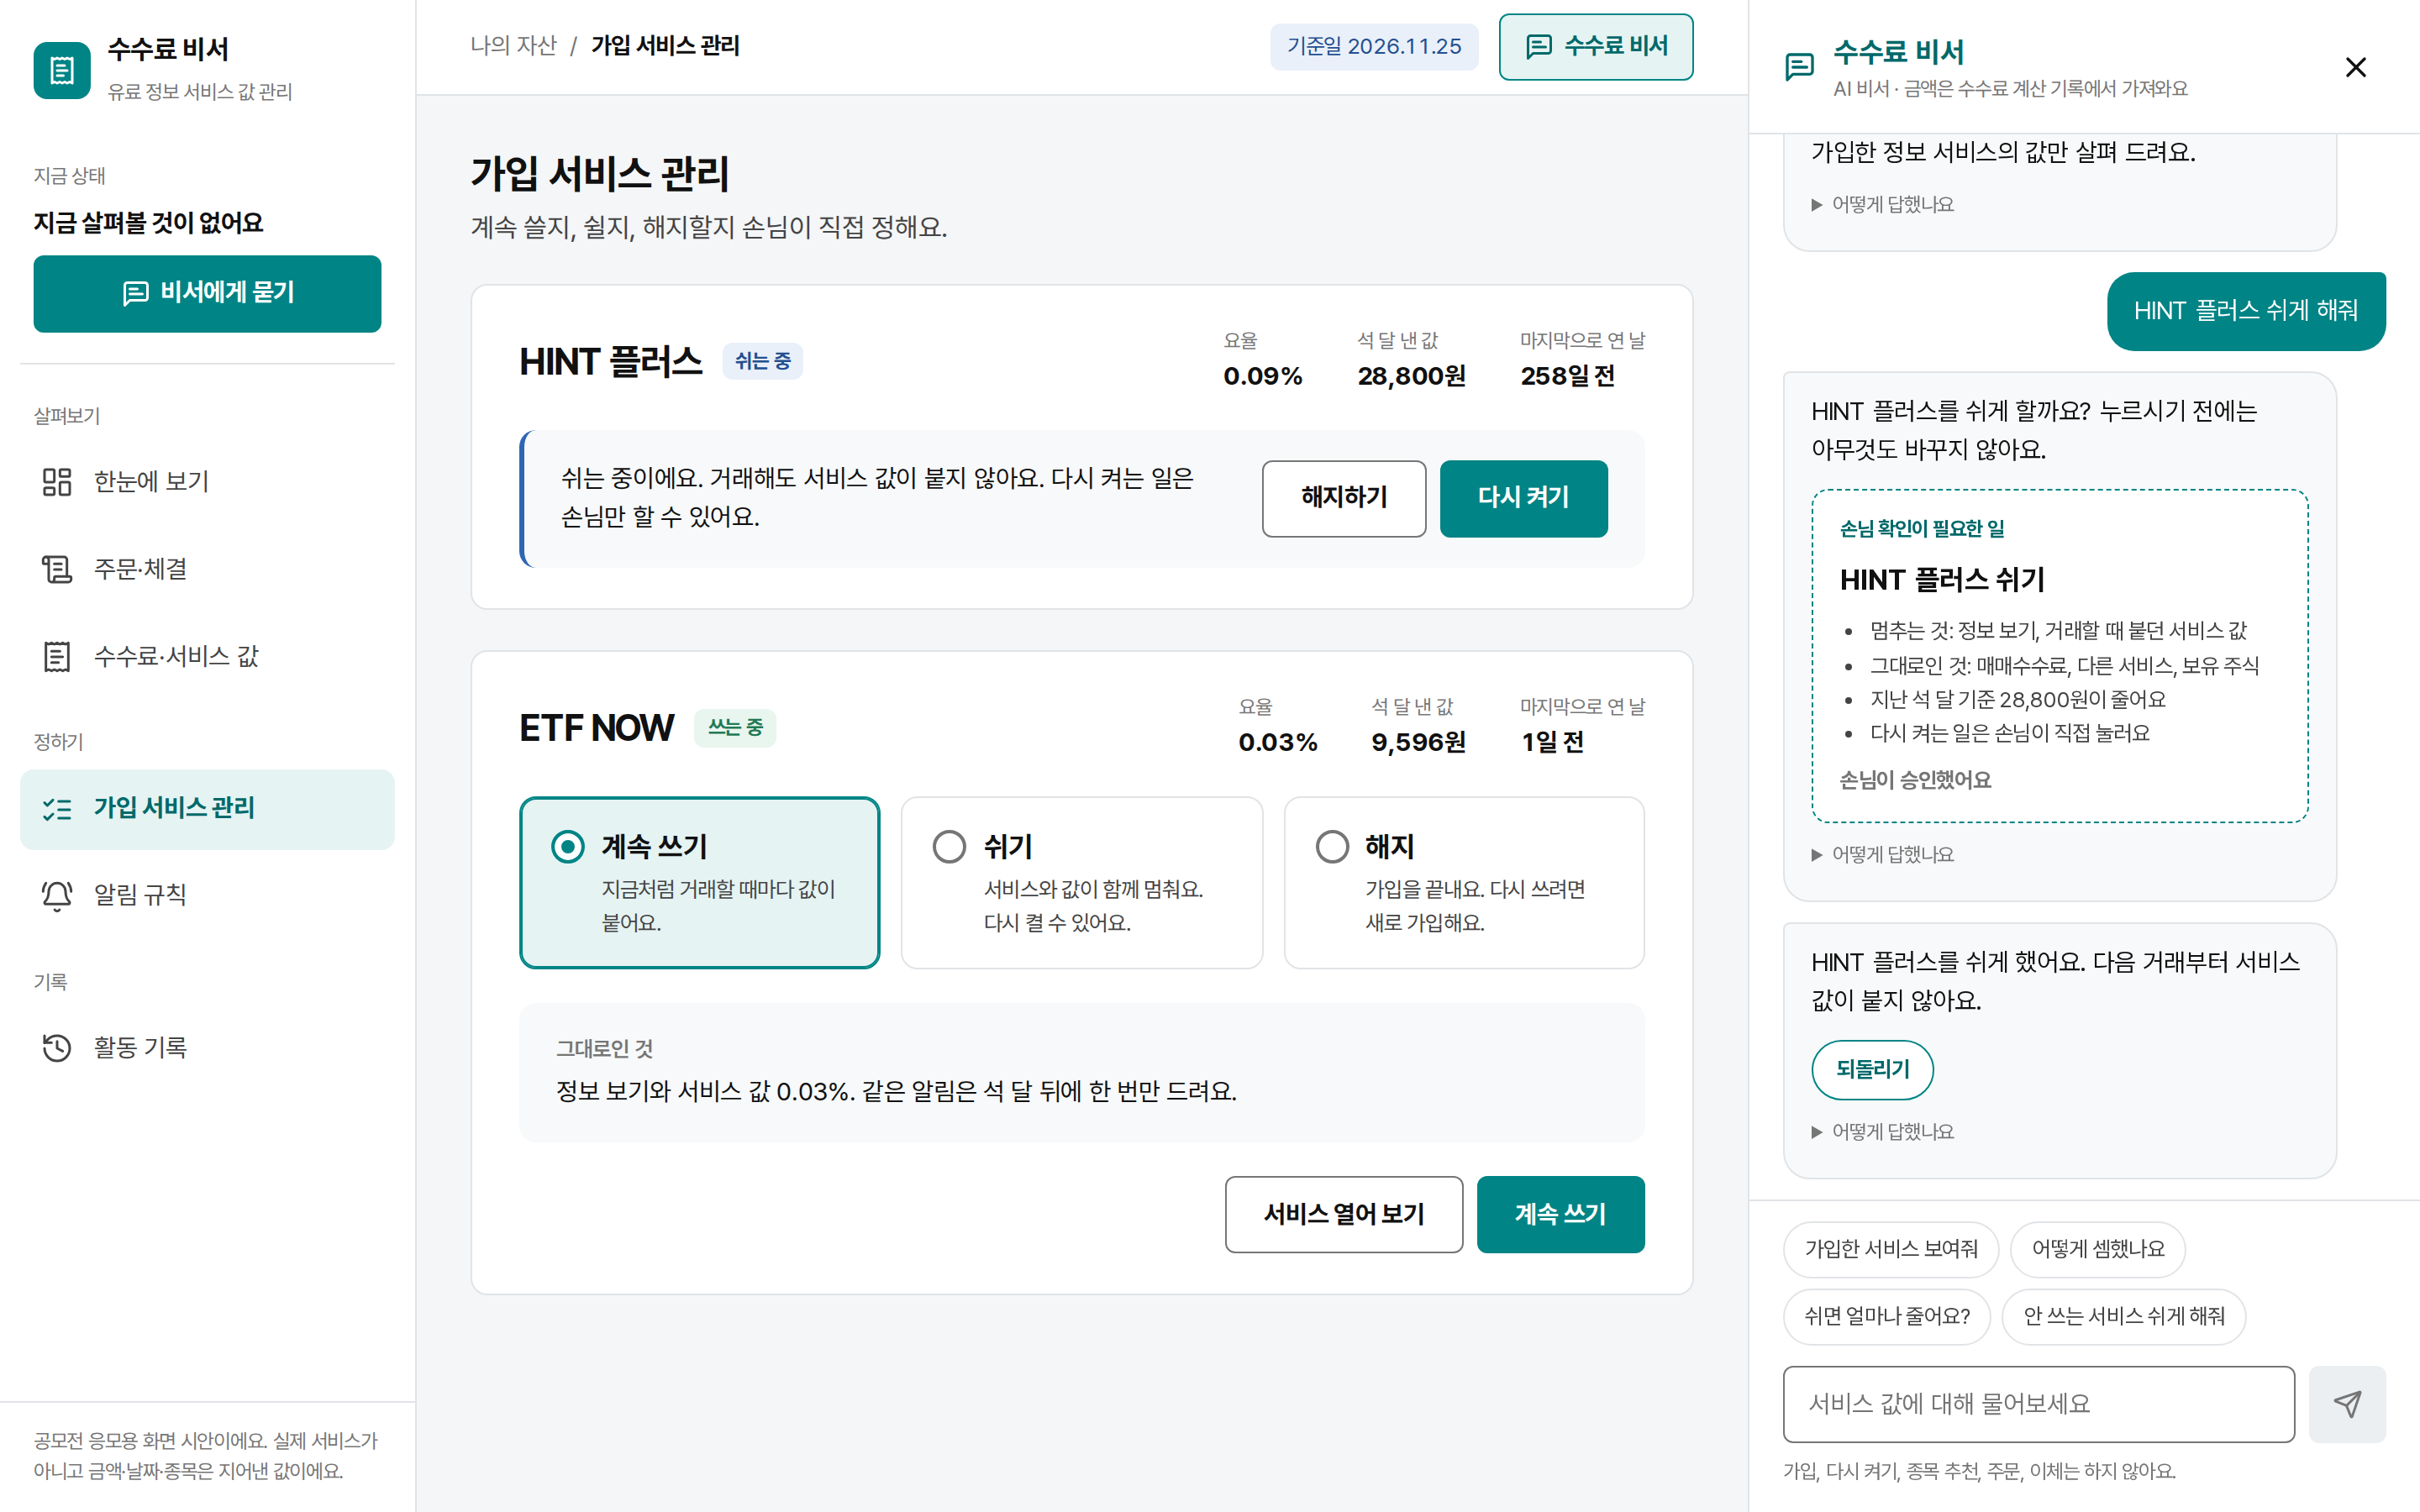 수수료 비서
유료 정보 서비스 값 관리
지금 상태
지금 살펴볼 것이 없어요
비서에게 묻기
살펴보기
한눈에 보기
주문·체결
수수료·서비스 값
정하기
가입 서비스 관리
알림 규칙
기록
활동 기록
공모전 응모용 화면 시안이에요. 실제 서비스가
아니고 금액·날짜·종목은 지어낸 값이에요.
나의 자산 / 가입 서비스 관리
기준일 2026.11.25
수수료 비서
가입 서비스 관리
계속 쓸지, 쉴지, 해지할지 손님이 직접 정해요.
HINT 플러스 쉬는 중
요율 석 달 낸 값 마지막으로 연 날
0.09% 28,800원 258일 전
쉬는 중이에요. 거래해도 서비스 값이 붙지 않아요. 다시 켜는 일은
손님만 할 수 있어요.
해지하기 다시 켜기
ETF NOW 쓰는 중
요율 석 달 낸 값 마지막으로 연 날
0.03% 9,596원 1일 전
계속 쓰기
지금처럼 거래할 때마다 값이
붙어요.
쉬기
서비스와 값이 함께 멈춰요.
다시 켤 수 있어요.
해지
가입을 끝내요. 다시 쓰려면
새로 가입해요.
그대로인 것
정보 보기와 서비스 값 0.03%. 같은 알림은 석 달 뒤에 한 번만 드려요.
서비스 열어 보기 계속 쓰기
수수료 비서
AI 비서 · 금액은 수수료 계산 기록에서 가져와요
가입한 정보 서비스의 값만 살펴 드려요.
어떻게 답했나요
HINT 플러스 쉬게 해줘
HINT 플러스를 쉬게 할까요? 누르시기 전에는
아무것도 바꾸지 않아요.
손님 확인이 필요한 일
HINT 플러스 쉬기
멈추는 것: 정보 보기, 거래할 때 붙던 서비스 값
그대로인 것: 매매수수료, 다른 서비스, 보유 주식
지난 석 달 기준 28,800원이 줄어요
다시 켜는 일은 손님이 직접 눌러요
손님이 승인했어요
어떻게 답했나요
HINT 플러스를 쉬게 했어요. 다음 거래부터 서비스
값이 붙지 않아요.
되돌리기
어떻게 답했나요
가입한 서비스 보여줘 어떻게 셈했나요
쉬면 얼마나 줄어요? 안 쓰는 서비스 쉬게 해줘
서비스 값에 대해 물어보세요
가입, 다시 켜기, 종목 추천, 주문, 이체는 하지 않아요.